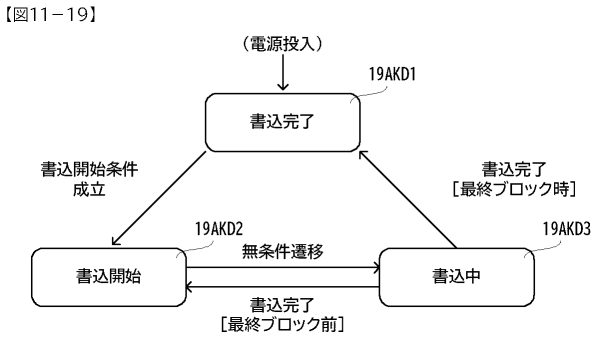 【図11－19】
（電源投入）
19AKD1
書込完了
書込開始条件
成立
書込完了
[最終ブロック時]
19AKD2
19AKD3
無条件遷移
書込開始
書込中
書込完了
[最終ブロック前]